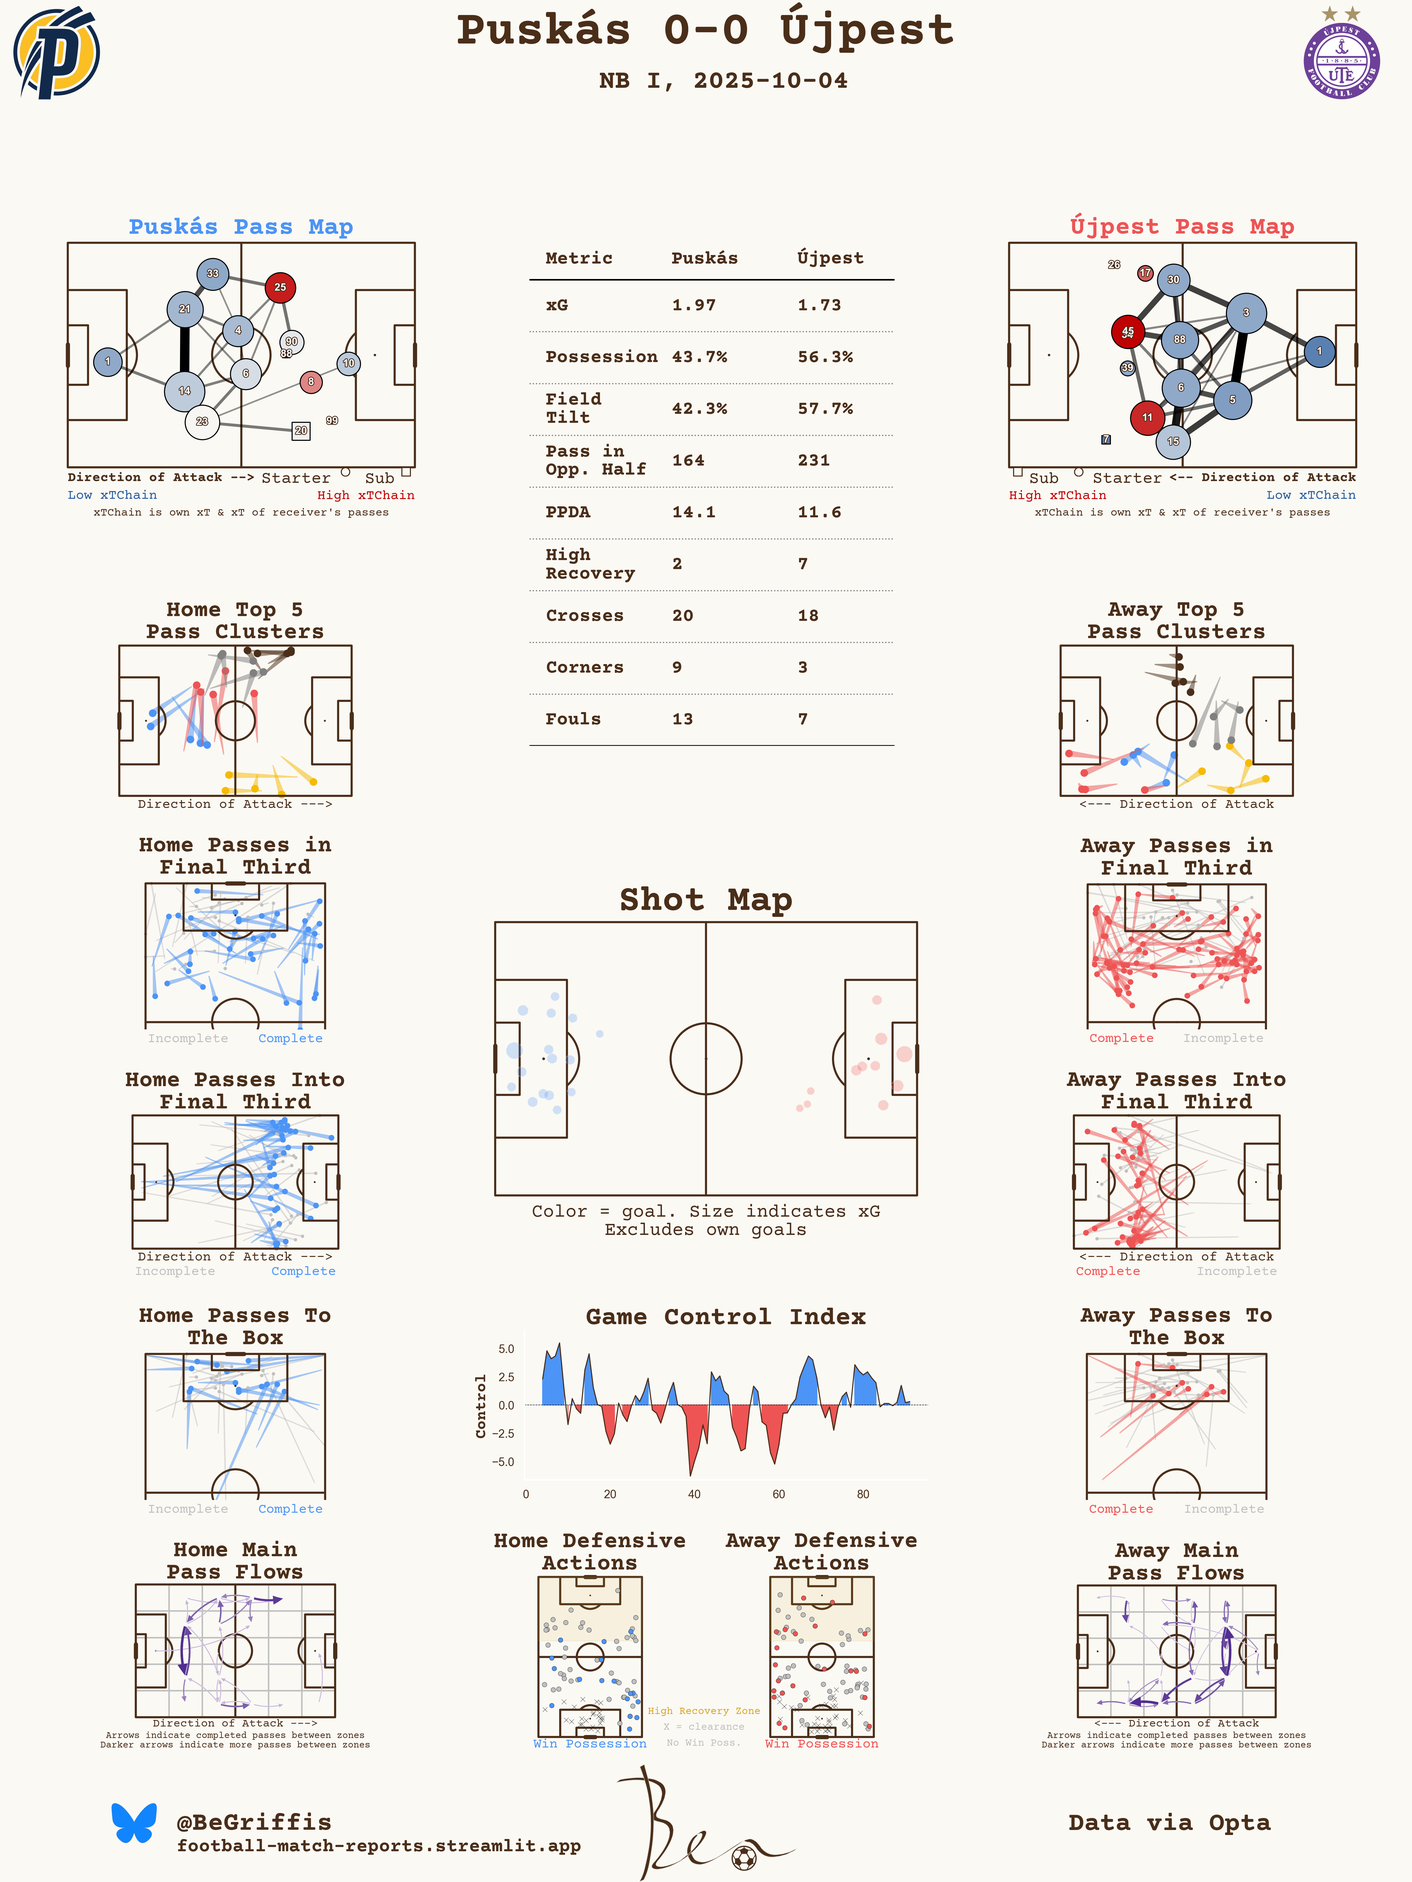 Puskás 0-0 Újpest
NB I, 2025-10-04
ÚJPEST
·1·8·8·5·
UTE
FOOTBALL CLUB
Puskás Pass Map
33
25
21
4
90
88
1
10
6
8
14
23
20
99
Direction of Attack --> Starter Sub
Low xTChain High xTChain
xTChain is own xT & xT of receiver's passes
Metric Puskás Újpest
xG 1.97 1.73
Possession 43.7% 56.3%
Field
Tilt 42.3% 57.7%
Pass in
Opp. Half 164 231
PPDA 14.1 11.6
High
Recovery 2 7
Crosses 20 18
Corners 9 3
Fouls 13 7
Újpest Pass Map
26
17
30
3
45
88
1
39
6
5
11
7
15
Sub Starter <-- Direction of Attack
High xTChain Low xTChain
xTChain is own xT & xT of receiver's passes
Home Top 5
Pass Clusters
Direction of Attack --->
Away Top 5
Pass Clusters
<--- Direction of Attack
Home Passes in
Final Third
Incomplete Complete
Shot Map
Color = goal. Size indicates xG
Excludes own goals
Away Passes in
Final Third
Complete Incomplete
Home Passes Into
Final Third
Direction of Attack --->
Incomplete Complete
Away Passes Into
Final Third
<--- Direction of Attack
Complete Incomplete
Home Passes To
The Box
Incomplete Complete
Game Control Index
Control
5.0
2.5
0.0
−2.5
−5.0
0 20 40 60 80
Away Passes To
The Box
Complete Incomplete
Home Main
Pass Flows
Direction of Attack --->
Arrows indicate completed passes between zones
Darker arrows indicate more passes between zones
Home Defensive
Actions
Win Possession
High Recovery Zone
X = clearance
No Win Poss.
Away Defensive
Actions
Win Possession
Away Main
Pass Flows
<--- Direction of Attack
Arrows indicate completed passes between zones
Darker arrows indicate more passes between zones
@BeGriffis
football-match-reports.streamlit.app
Ben
Data via Opta